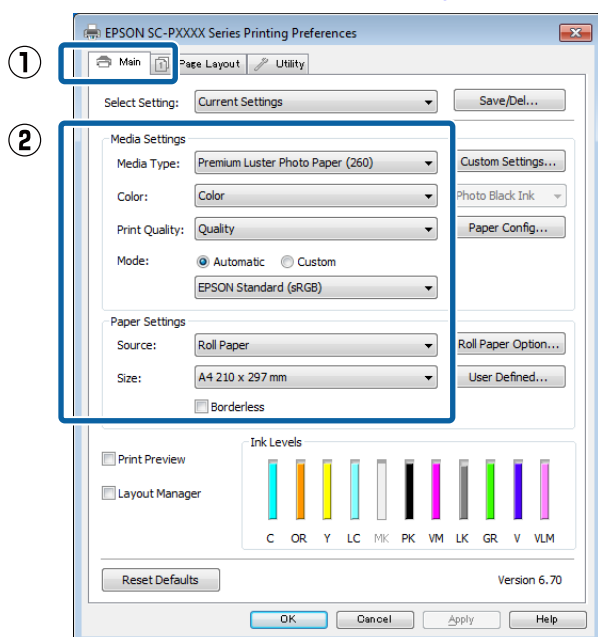 EPSON SC-PXXXX Series Printing Preferences
① Main Page Layout Utility
Select Setting: Current Settings Save/Del...
②
Media Settings
Media Type: Premium Luster Photo Paper (260) Custom Settings...
Color: Color Photo Black Ink
Print Quality: Quality Paper Config...
Mode: Automatic Custom
EPSON Standard (sRGB)
Paper Settings
Source: Roll Paper Roll Paper Option...
Size: A4 210 x 297 mm User Defined...
Borderless
Ink Levels
Print Preview
Layout Manager
C OR Y LC MK PK VM LK GR V VLM
Reset Defaults Version 6.70
OK Cancel Apply Help